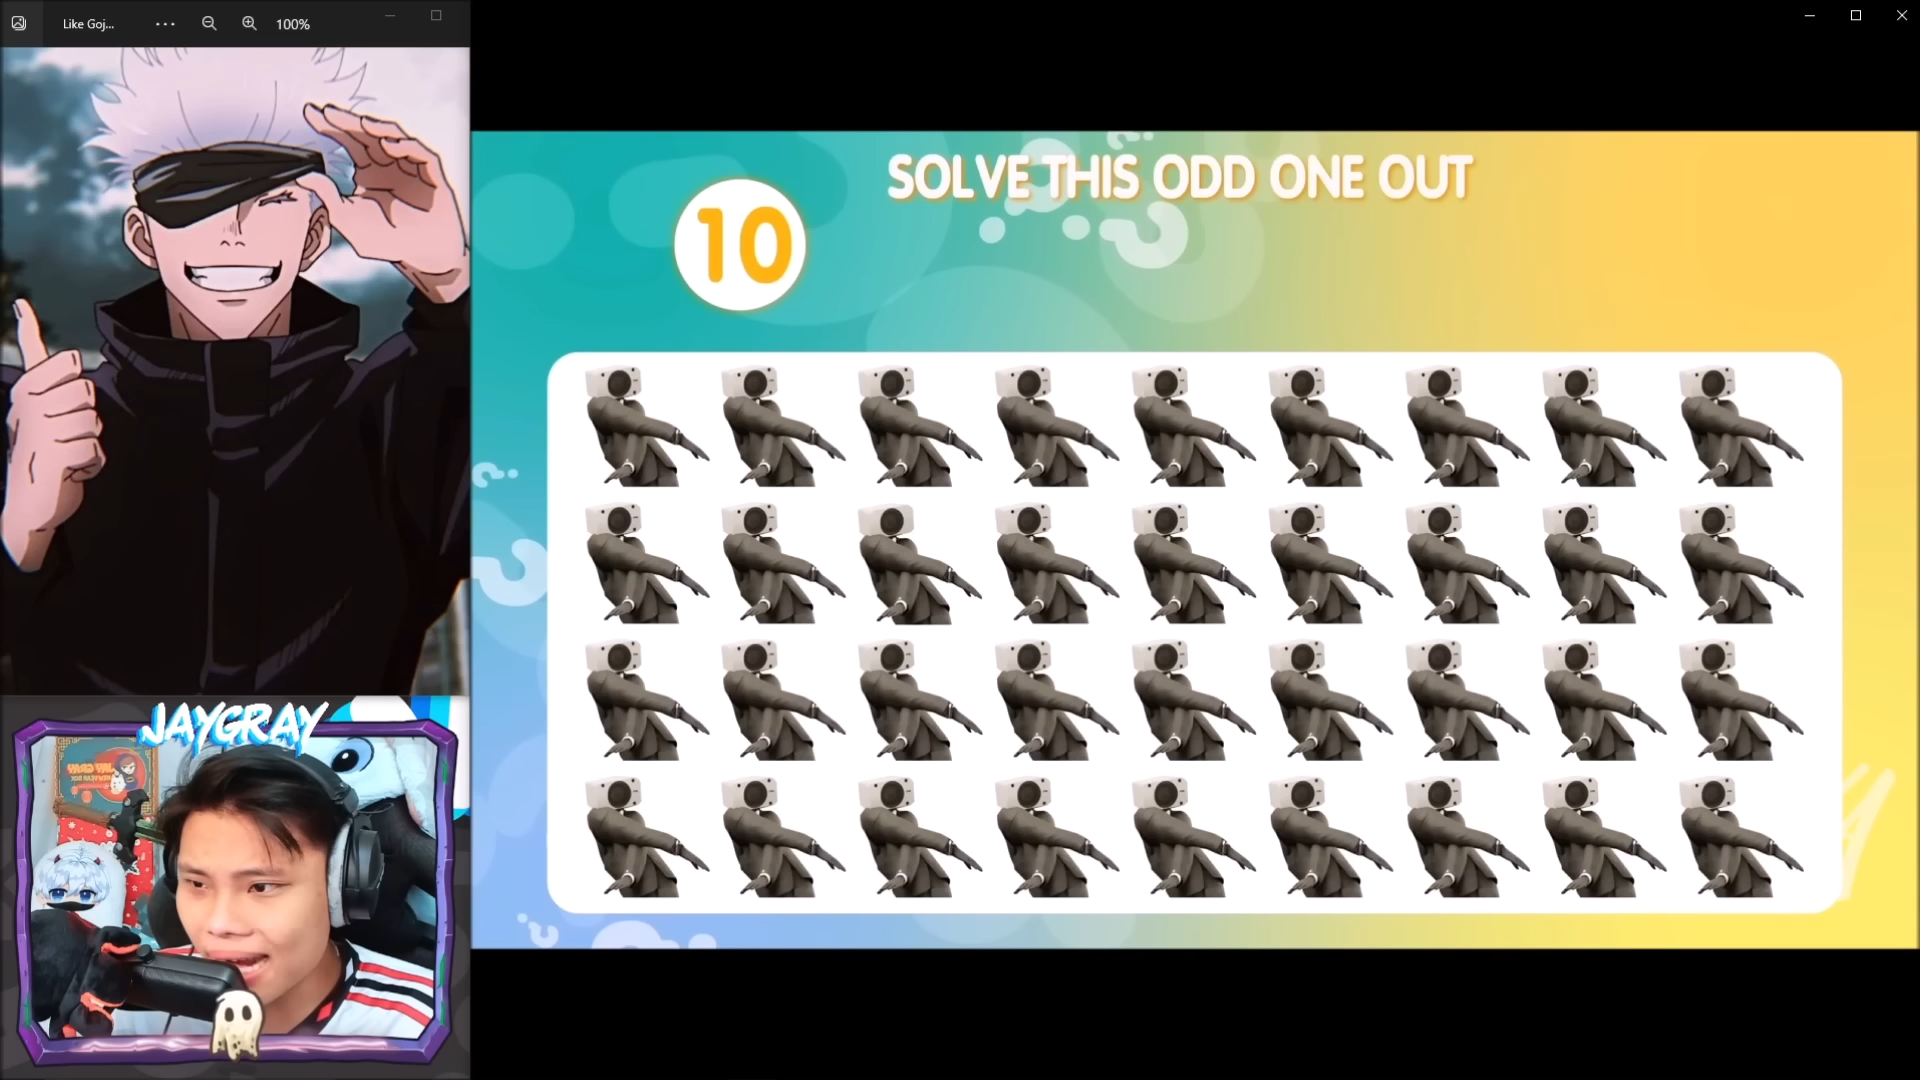 Like Goj...
100%
SOLVE THIS ODD ONE OUT
10
JAYGRAY